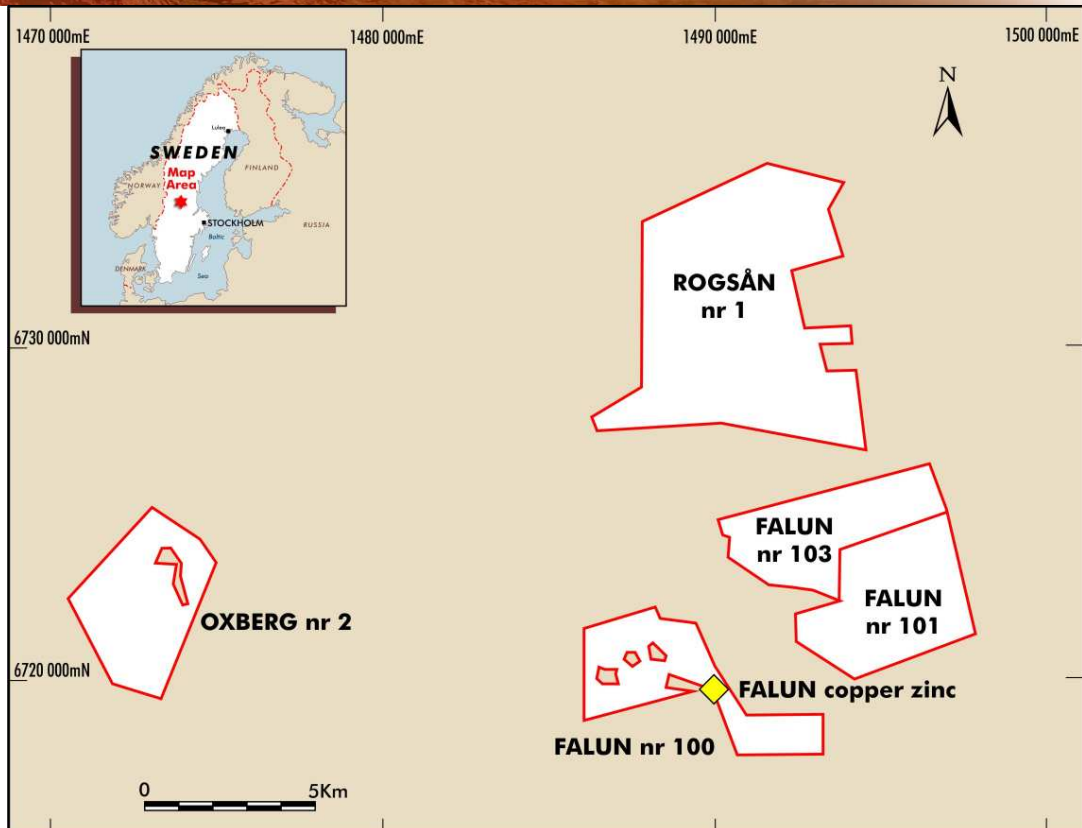 1470 000mE
1480 000mE
1490 000mE
1500 000mE
N
Lulea
SWEDEN
FINLAND
NORWAY
Map
Area
STOCKHOLM
RUSSIA
Baltic
DENMARK
Sea
ROGSÅN
nr 1
6730 000mN
FALUN
nr 103
FALUN
nr 101
OXBERG nr 2
6720 000mN
FALUN copper zinc
FALUN nr 100
0
5Km